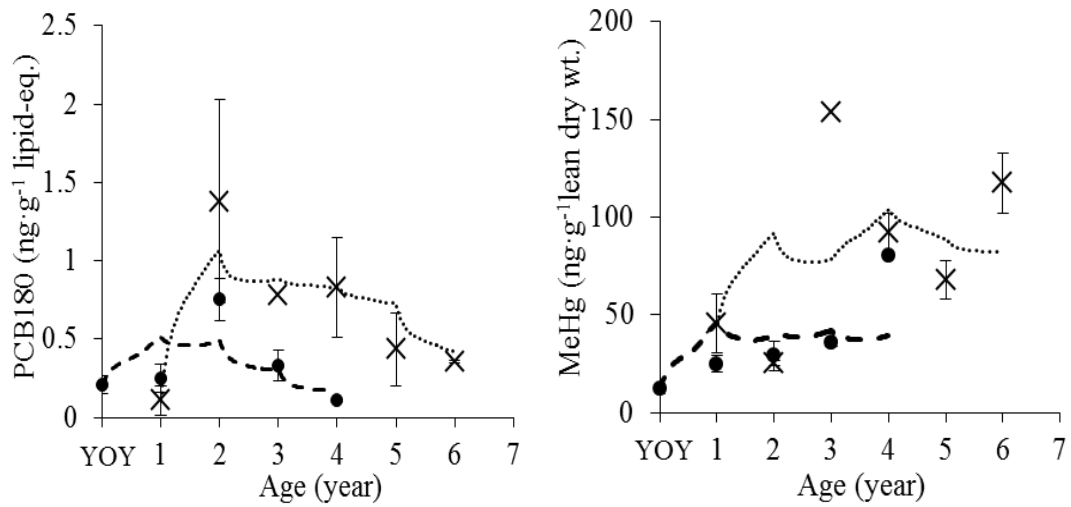 PCB180 (ng·g⁻¹ lipid-eq.)
2.5
2
1.5
1
0.5
0
YOY 1 2 3 4 5 6 7
Age (year)
MeHg (ng·g⁻¹lean dry wt.)
200
150
100
50
0
YOY 1 2 3 4 5 6 7
Age (year)